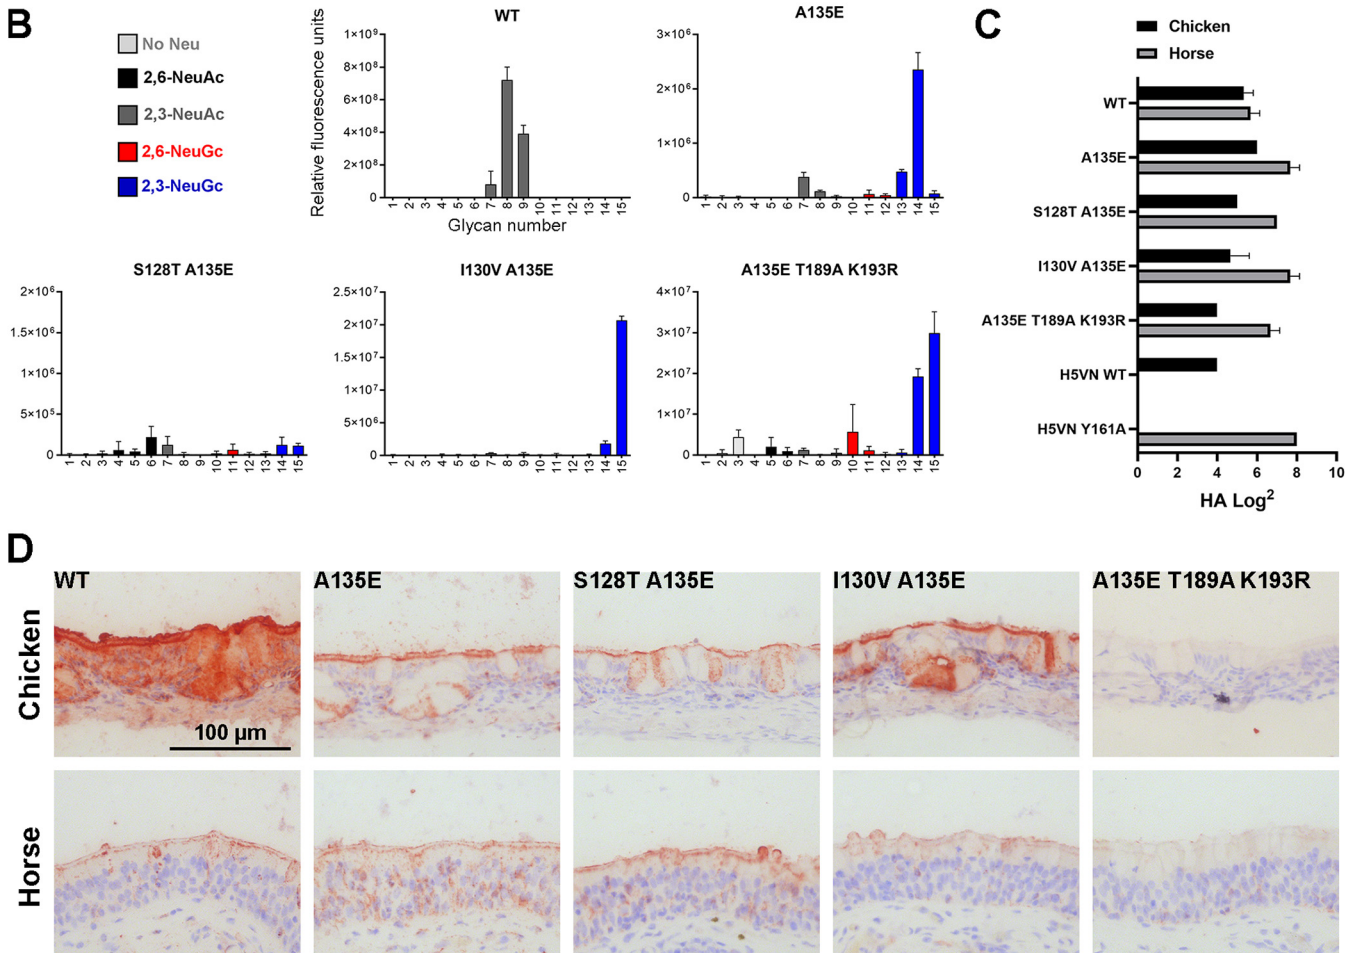 B
No Neu
2,6-NeuAc
2,3-NeuAc
2,6-NeuGc
2,3-NeuGc
WT
Relative fluorescence units
1×10⁹
8×10⁸
6×10⁸
4×10⁸
2×10⁸
0
1 2 3 4 5 6 7 8 9 10 11 12 13 14 15
Glycan number
A135E
3×10⁶
2×10⁶
1×10⁶
0
1 2 3 4 5 6 7 8 9 10 11 12 13 14 15
S128T A135E
2×10⁶
1.5×10⁶
1×10⁶
5×10⁵
0
1 2 3 4 5 6 7 8 9 10 11 12 13 14 15
I130V A135E
2.5×10⁷
2×10⁷
1.5×10⁷
1×10⁷
5×10⁶
0
1 2 3 4 5 6 7 8 9 10 11 12 13 14 15
A135E T189A K193R
4×10⁷
3×10⁷
2×10⁷
1×10⁷
0
1 2 3 4 5 6 7 8 9 10 11 12 13 14 15
C
Chicken
Horse
WT
A135E
S128T A135E
I130V A135E
A135E T189A K193R
H5VN WT
H5VN Y161A
0 2 4 6 8 10
HA Log²
D
WT
A135E
S128T A135E
I130V A135E
A135E T189A K193R
Chicken
100 µm
Horse